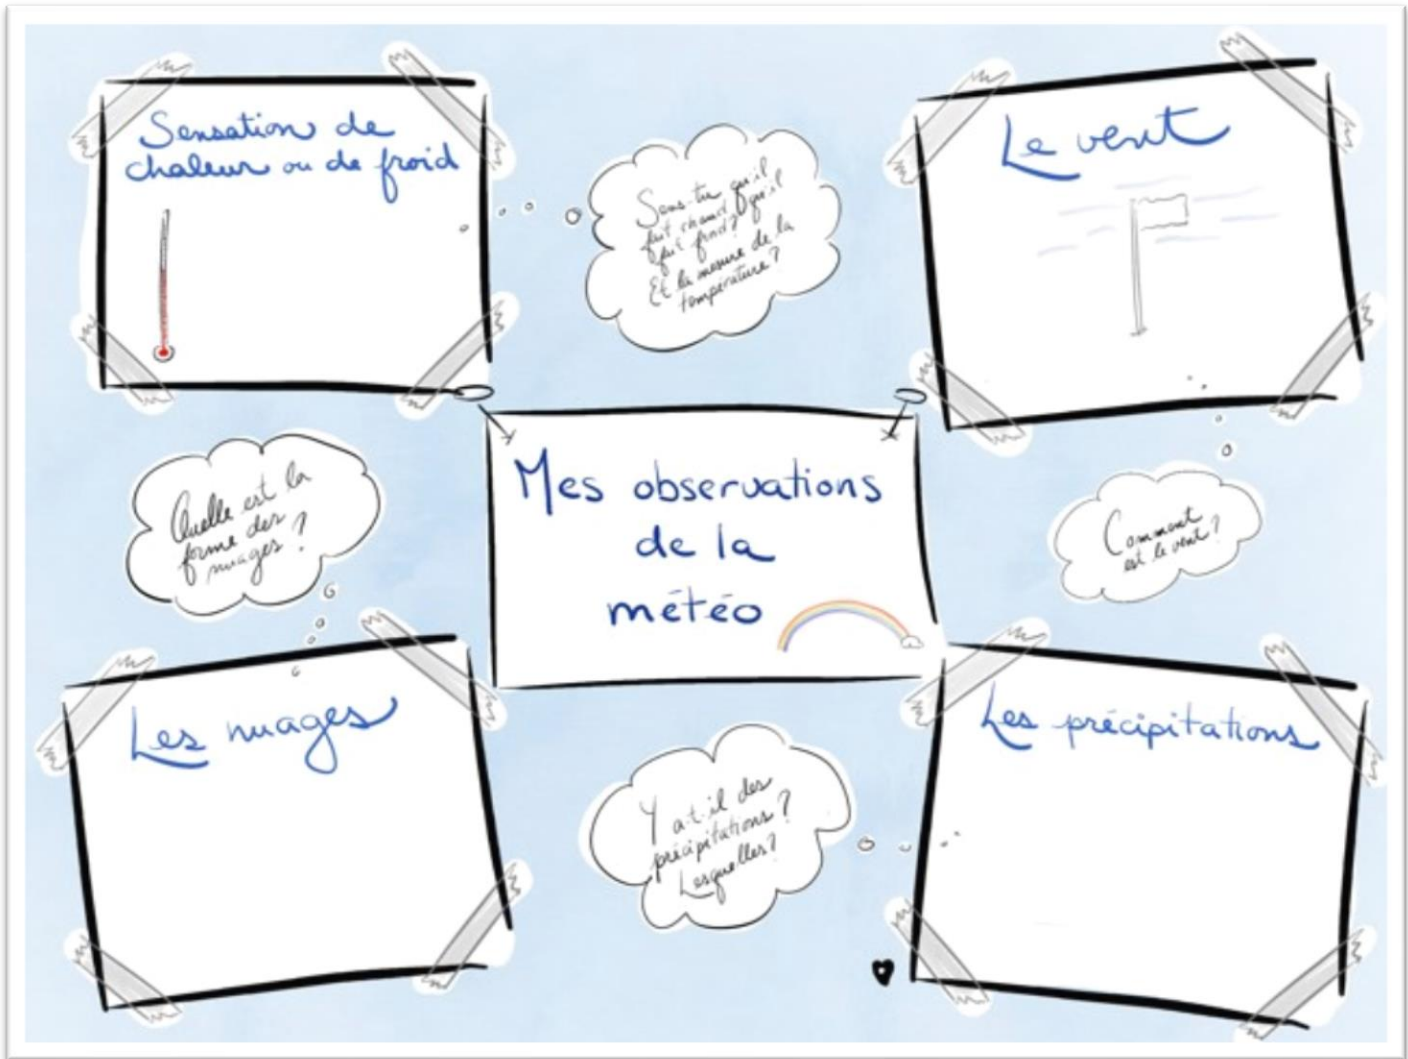 Sensation de
chaleur ou de froid
Sens-tu qu'il
fait chaud? qu'il
fait froid?
Et la mesure de la
température?
Le vent
Quelle est la
forme des
nuages?
Mes observations
de la
météo
Comment
est le vent?
Les nuages
Y a-t-il des
précipitations?
Lesquelles?
Les précipitations